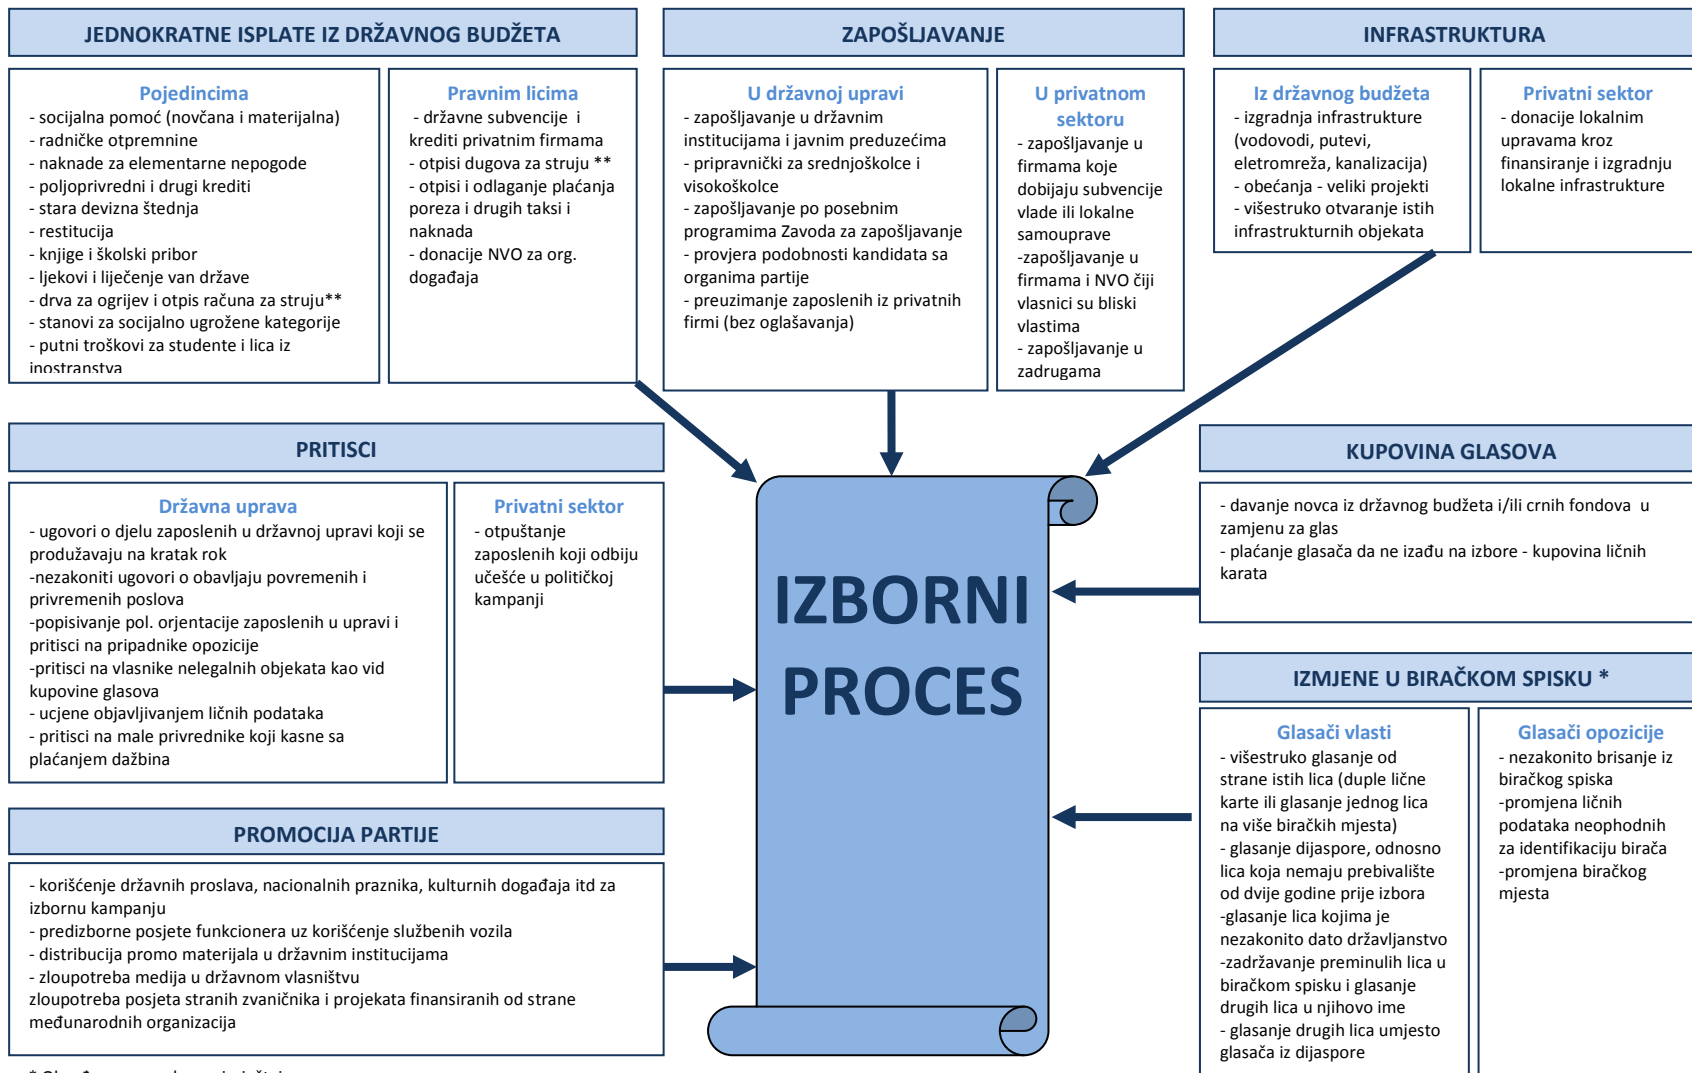 JEDNOKRATNE ISPLATE IZ DRŽAVNOG BUDŽETA
Pojedincima
- socijalna pomoć (novčana i materijalna)
- radničke otpremnine
- naknade za elementarne nepogode
- poljoprivredni i drugi krediti
- stara devizna štednja
- restitucija
- knjige i školski pribor
- ljekovi i liječenje van države
- drva za ogrijev i otpis računa za struju**
- stanovi za socijalno ugrožene kategorije
- putni troškovi za studente i lica iz
inostranstva
Pravnim licima
- državne subvencije i
krediti privatnim firmama
- otpisi dugova za struju **
- otpisi i odlaganje plaćanja
poreza i drugih taksi i
naknada
- donacije NVO za org.
događaja
ZAPOŠLJAVANJE
U državnoj upravi
- zapošljavanje u državnim
institucijama i javnim preduzećima
- pripravnički za srednjoškolce i
visokoškolce
- zapošljavanje po posebnim
programima Zavoda za zapošljavanje
- provjera podobnosti kandidata sa
organima partije
- preuzimanje zaposlenih iz privatnih
firmi (bez oglašavanja)
U privatnom
sektoru
- zapošljavanje u
firmama koje
dobijaju subvencije
vlade ili lokalne
samouprave
-zapošljavanje u
firmama i NVO čiji
vlasnici su bliski
vlastima
- zapošljavanje u
zadrugama
INFRASTRUKTURA
Iz državnog budžeta
- izgradnja infrastrukture
(vodovodi, putevi,
eletromreža, kanalizacija)
- obećanja - veliki projekti
- višestruko otvaranje istih
infrastrukturnih objekata
Privatni sektor
- donacije lokalnim
upravama kroz
finansiranje i izgradnju
lokalne infrastrukture
PRITISCI
Državna uprava
- ugovori o djelu zaposlenih u državnoj upravi koji se
produžavaju na kratak rok
-nezakoniti ugovori o obavljaju povremenih i
privremenih poslova
-popisivanje pol. orjentacije zaposlenih u upravi i
pritisci na pripadnike opozicije
-pritisci na vlasnike nelegalnih objekata kao vid
kupovine glasova
- ucjene objavljivanjem ličnih podataka
- pritisci na male privrednike koji kasne sa
plaćanjem dažbina
Privatni sektor
- otpuštanje
zaposlenih koji odbiju
učešće u političkoj
kampanji
IZBORNI
PROCES
KUPOVINA GLASOVA
- davanje novca iz državnog budžeta i/ili crnih fondova u
zamjenu za glas
- plaćanje glasača da ne izađu na izbore - kupovina ličnih
karata
IZMJENE U BIRAČKOM SPISKU *
Glasači vlasti
- višestruko glasanje od
strane istih lica (duple lične
karte ili glasanje jednog lica
na više biračkih mjesta)
- glasanje dijaspore, odnosno
lica koja nemaju prebivalište
od dvije godine prije izbora
-glasanje lica kojima je
nezakonito dato državljanstvo
-zadržavanje preminulih lica u
biračkom spisku i glasanje
drugih lica u njihovo ime
- glasanje drugih lica umjesto
glasača iz dijaspore
Glasači opozicije
- nezakonito brisanje iz
biračkog spiska
-promjena ličnih
podataka neophodnih
za identifikaciju birača
-promjena biračkog
mjesta
PROMOCIJA PARTIJE
- korišćenje državnih proslava, nacionalnih praznika, kulturnih događaja itd za
izbornu kampanju
- predizborne posjete funkcionera uz korišćenje službenih vozila
- distribucija promo materijala u državnim institucijama
- zloupotreba medija u državnom vlasništvu
zloupotreba posjeta stranih zvaničnika i projekata finansiranih od strane
međunarodnih organizacija